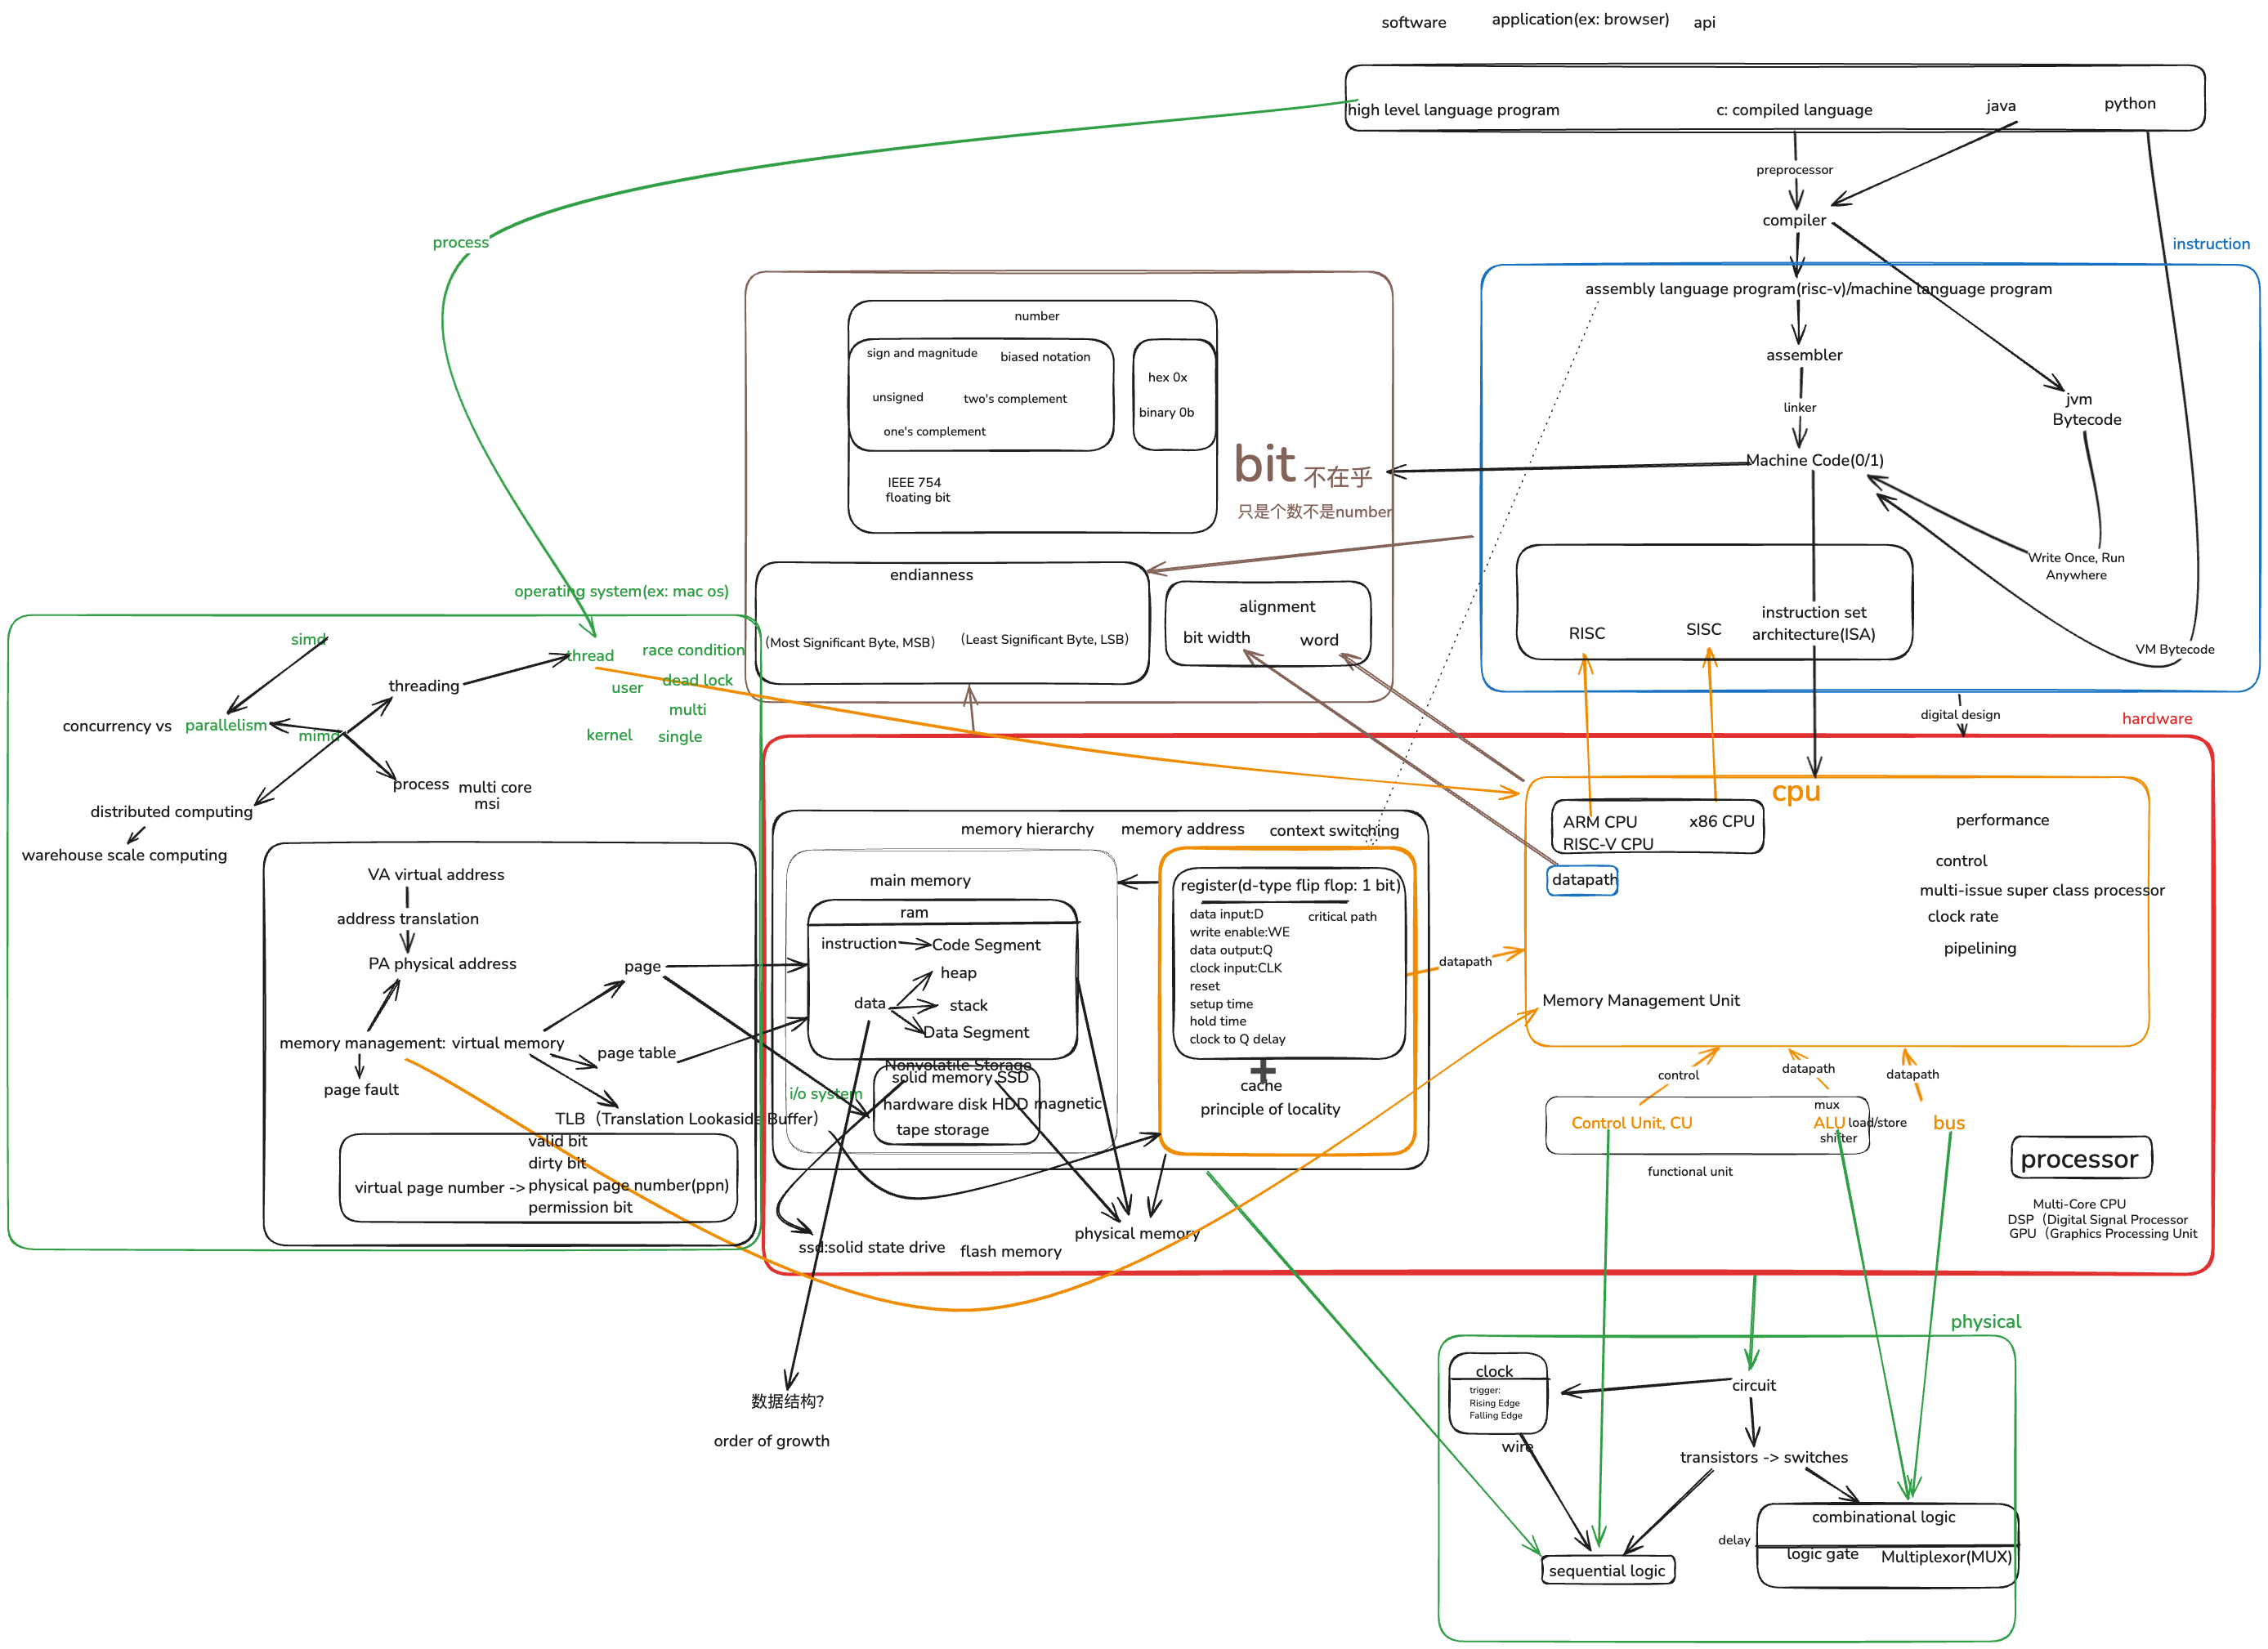 software
application(ex: browser)
api
high level language program
c: compiled language
java
python
preprocessor
compiler
process
instruction
assembly language program(risc-v)/machine language program
assembler
linker
jvm
Bytecode
Machine Code(0/1)
Write Once, Run
Anywhere
VM Bytecode
RISC
SISC
instruction set
architecture(ISA)
digital design
number
sign and magnitude
biased notation
unsigned
two's complement
one's complement
hex 0x
binary 0b
IEEE 754
floating bit
bit 不在乎
只是个数不是number
endianness
(Most Significant Byte, MSB)
(Least Significant Byte, LSB)
alignment
bit width
word
operating system(ex: mac os)
simd
thread
race condition
user
dead lock
multi
kernel
single
threading
concurrency vs
parallelism
mimd
process
multi core
msi
distributed computing
warehouse scale computing
VA virtual address
address translation
PA physical address
page
memory management:
virtual memory
page table
page fault
TLB（Translation Lookaside Buffer）
valid bit
dirty bit
virtual page number ->
physical page number(ppn)
permission bit
hardware
memory hierarchy
memory address
context switching
main memory
ram
instruction
Code Segment
heap
data
stack
Data Segment
Nonvolatile Storage
solid memory SSD
i/o system
hardware disk HDD magnetic
tape storage
register(d-type flip flop: 1 bit)
data input:D
critical path
write enable:WE
data output:Q
clock input:CLK
reset
setup time
hold time
clock to Q delay
+
cache
principle of locality
ssd:solid state drive
flash memory
physical memory
datapath
cpu
ARM CPU
RISC-V CPU
x86 CPU
datapath
performance
control
multi-issue super class processor
clock rate
pipelining
Memory Management Unit
control
datapath
datapath
Control Unit, CU
mux
ALU
load/store
shifter
bus
functional unit
processor
Multi-Core CPU
DSP（Digital Signal Processor
GPU（Graphics Processing Unit
数据结构？
order of growth
physical
clock
trigger:
Rising Edge
Falling Edge
wire
circuit
transistors -> switches
sequential logic
combinational logic
delay
logic gate
Multiplexor(MUX)